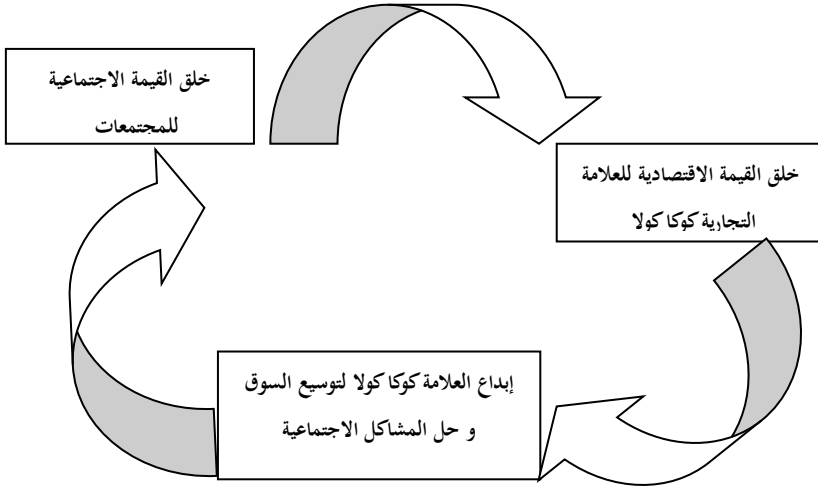 خلق القيمة الاجتماعية
للمجتمعات
خلق القيمة الاقتصادية للعلامة
التجارية كوكا كولا
إبداع العلامة كوكا كولا لتوسيع السوق
و حل المشاكل الاجتماعية